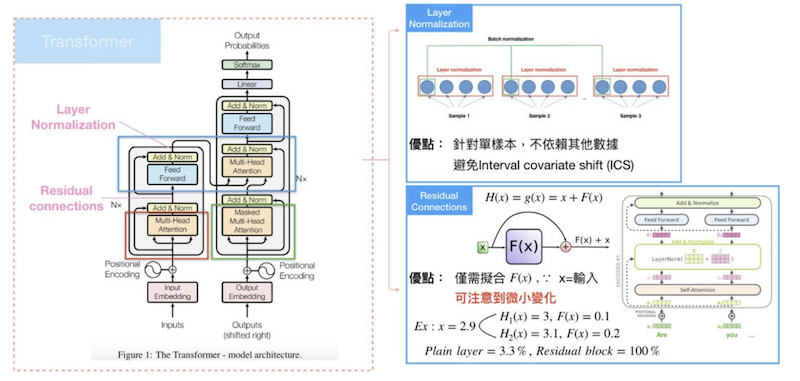 Transformer
Output
Probabilities
Softmax
Linear
Add & Norm
Feed
Forward
Layer
Normalization
Add & Norm
Add & Norm
Multi-Head
Attention
Feed
Forward
N×
Residual
connections
N×
Add & Norm
Add & Norm
Multi-Head
Attention
Masked
Multi-Head
Attention
Positional
Encoding
Positional
Encoding
Input
Embedding
Output
Embedding
Inputs
Outputs
(shifted right)
Figure 1: The Transformer - model architecture.
Layer
Normalization
Batch normalization
Layer normalization
Layer normalization
Layer normalization
Sample 1
Sample 2
Sample 3
優點： 針對單樣本，不依賴其他數據
避免Interval covariate shift (ICS)
Residual
Connections
H(x) = g(x) = x + F(x)
x
F(x)
+
F(x) + x
優點： 僅需擬合 F(x) , ∵ x=輸入
可注意到微小變化
Ex : x = 2.9
H₁(x) = 3, F(x) = 0.1
H₂(x) = 3.1, F(x) = 0.2
Plain layer = 3.3 % , Residual block = 100 %
Add & Normalize
Feed Forward
Feed Forward
Add & Normalize
LayerNorm(
+
)
ENCODER #1
Self-Attention
POSITIONAL
ENCODING
Are
you
...